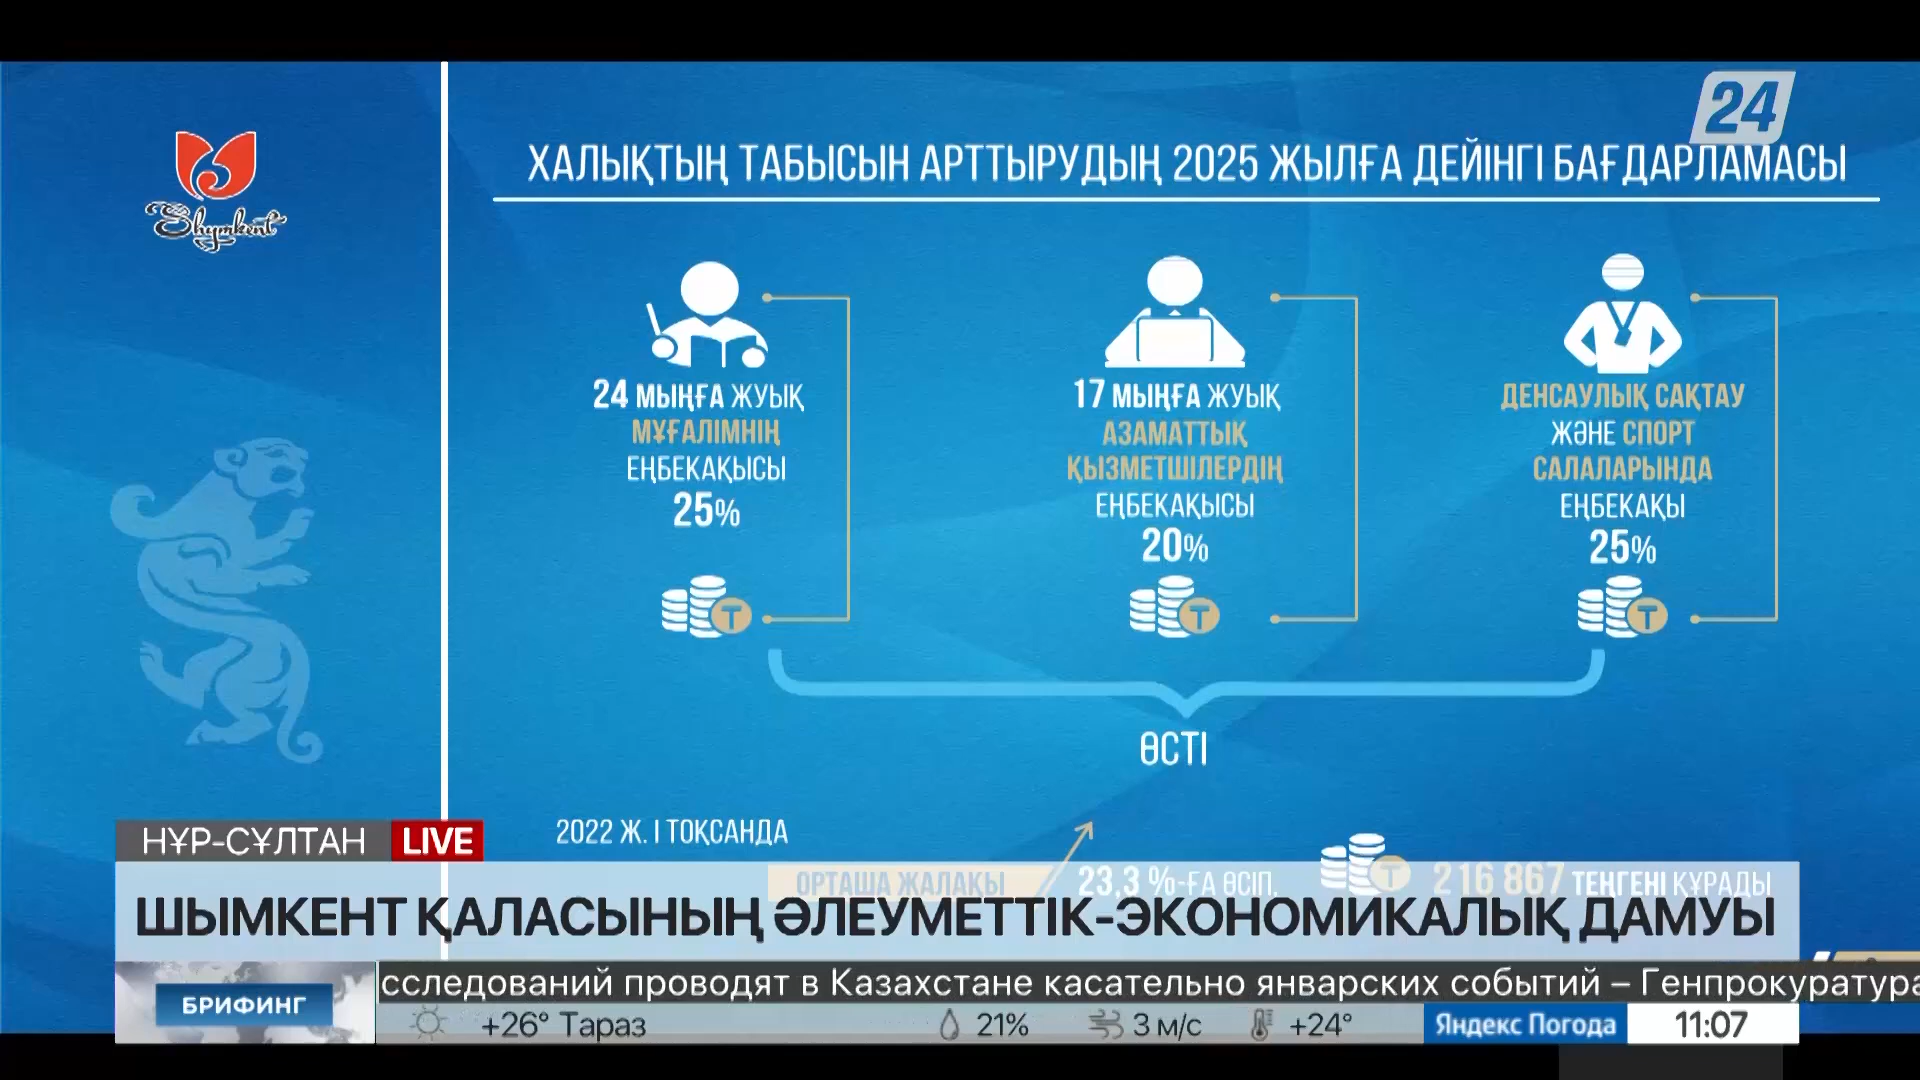 24
Shymkent
ХАЛЫҚТЫҢ ТАБЫСЫН АРТТЫРУДЫҢ 2025 ЖЫЛҒА ДЕЙІНГІ БАҒДАРЛАМАСЫ
24 МЫҢҒА ЖУЫҚ
МҰҒАЛІМНІҢ
ЕҢБЕКАҚЫСЫ
25%
Т
17 МЫҢҒА ЖУЫҚ
АЗАМАТТЫҚ
ҚЫЗМЕТШІЛЕРДІҢ
ЕҢБЕКАҚЫСЫ
20%
Т
ДЕНСАУЛЫҚ САҚТАУ
ЖӘНЕ СПОРТ
САЛАЛАРЫНДА
ЕҢБЕКАҚЫ
25%
Т
ӨСТІ
2022 Ж. I ТОҚСАНДА
ОРТАША ЖАЛАҚЫ 23,3 %-ҒА ӨСІП, Т 216 867 ТЕҢГЕНІ ҚҰРАДЫ
НҰР-СҰЛТАН LIVE
ШЫМКЕНТ ҚАЛАСЫНЫҢ ӘЛЕУМЕТТІК-ЭКОНОМИКАЛЫҚ ДАМУЫ
БРИФИНГ
сследований проводят в Казахстане касательно январских событий – Генпрокуратура
+26° Тараз 21% 3 м/с +24° Яндекс Погода 11:07